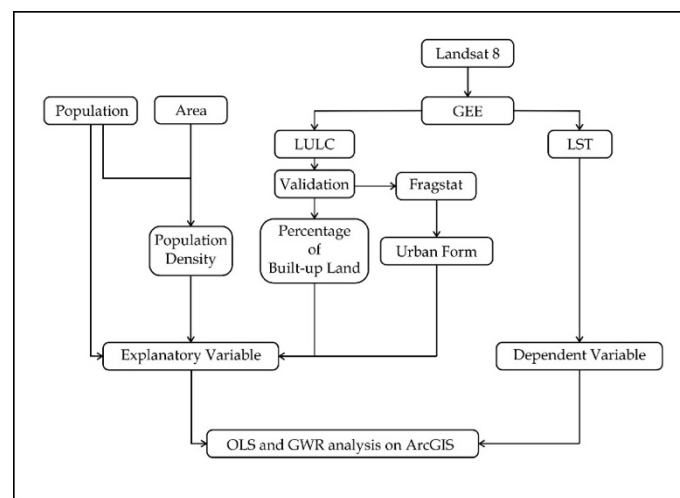 Landsat 8
Population
Area
GEE
LULC
LST
Validation
Fragstat
Population
Density
Percentage
of
Built-up Land
Urban Form
Explanatory Variable
Dependent Variable
OLS and GWR analysis on ArcGIS